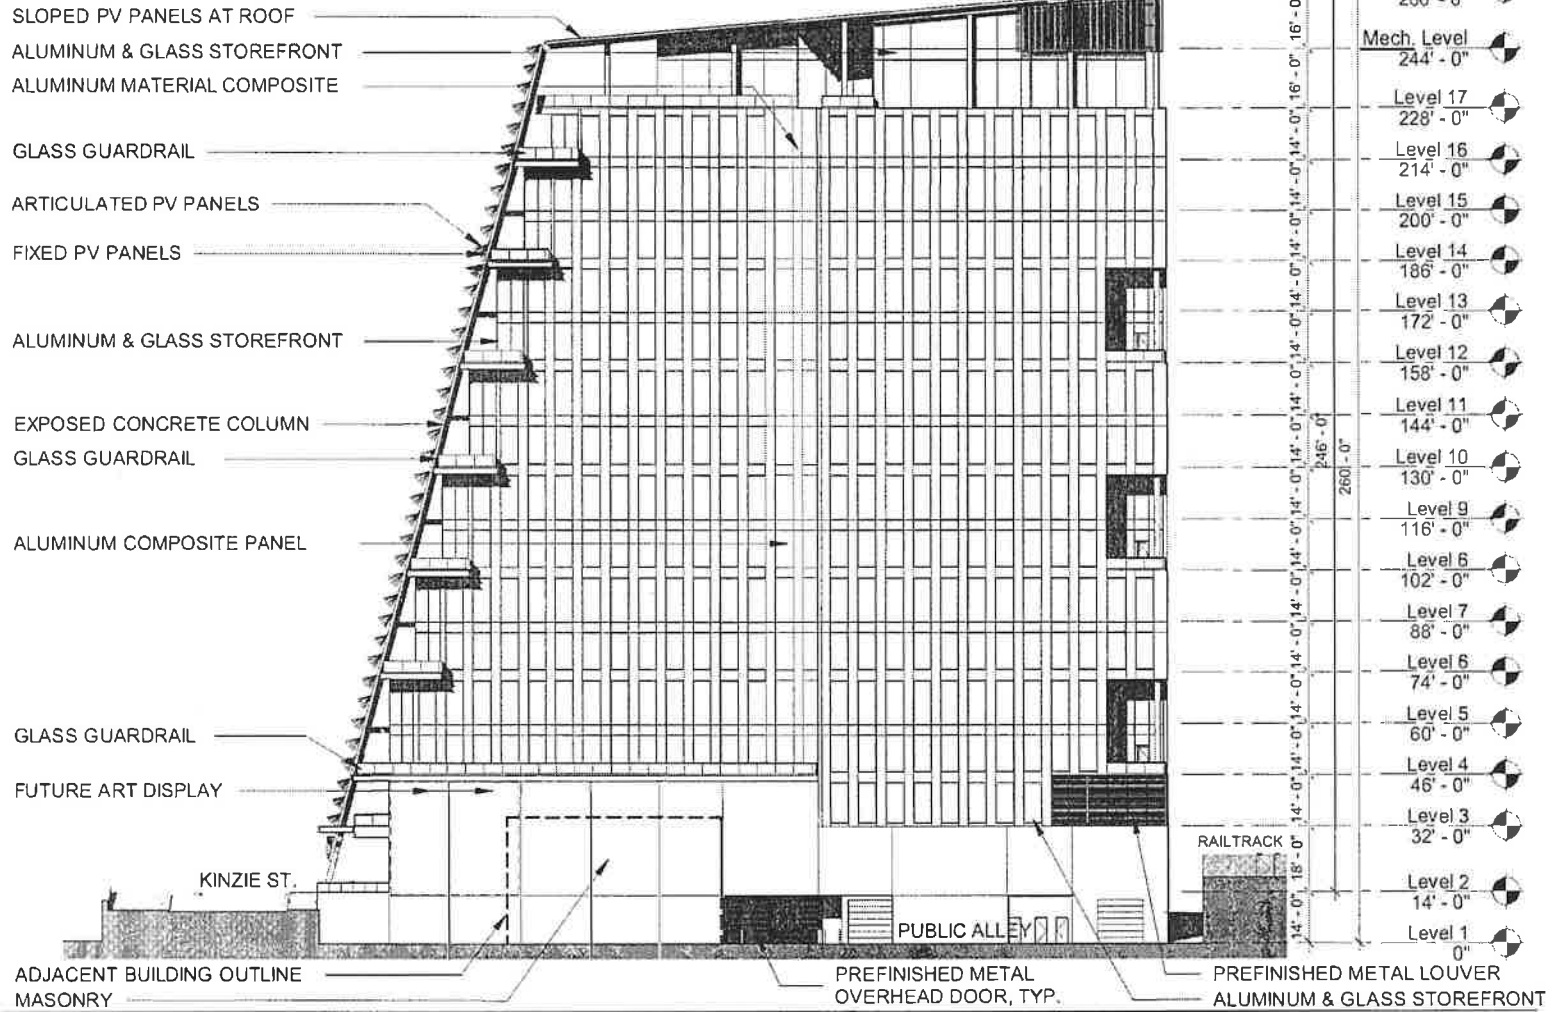 SLOPED PV PANELS AT ROOF
ALUMINUM & GLASS STOREFRONT
ALUMINUM MATERIAL COMPOSITE
GLASS GUARDRAIL
ARTICULATED PV PANELS
FIXED PV PANELS
ALUMINUM & GLASS STOREFRONT
EXPOSED CONCRETE COLUMN
GLASS GUARDRAIL
ALUMINUM COMPOSITE PANEL
GLASS GUARDRAIL
FUTURE ART DISPLAY
KINZIE ST.
ADJACENT BUILDING OUTLINE
MASONRY
PUBLIC ALLEY
PREFINISHED METAL
OVERHEAD DOOR, TYP.
RAILTRACK
PREFINISHED METAL LOUVER
ALUMINUM & GLASS STOREFRONT
16' - 0"
16' - 0"
14' - 0"
14' - 0"
14' - 0"
14' - 0"
14' - 0"
14' - 0"
14' - 0"
14' - 0"
14' - 0"
14' - 0"
14' - 0"
14' - 0"
14' - 0"
14' - 0"
18' - 0"
14' - 0"
246' - 0"
260' - 0"
Mech. Level
244' - 0"
Level 17
228' - 0"
Level 16
214' - 0"
Level 15
200' - 0"
Level 14
186' - 0"
Level 13
172' - 0"
Level 12
158' - 0"
Level 11
144' - 0"
Level 10
130' - 0"
Level 9
116' - 0"
Level 6
102' - 0"
Level 7
88' - 0"
Level 6
74' - 0"
Level 5
60' - 0"
Level 4
46' - 0"
Level 3
32' - 0"
Level 2
14' - 0"
Level 1
0"